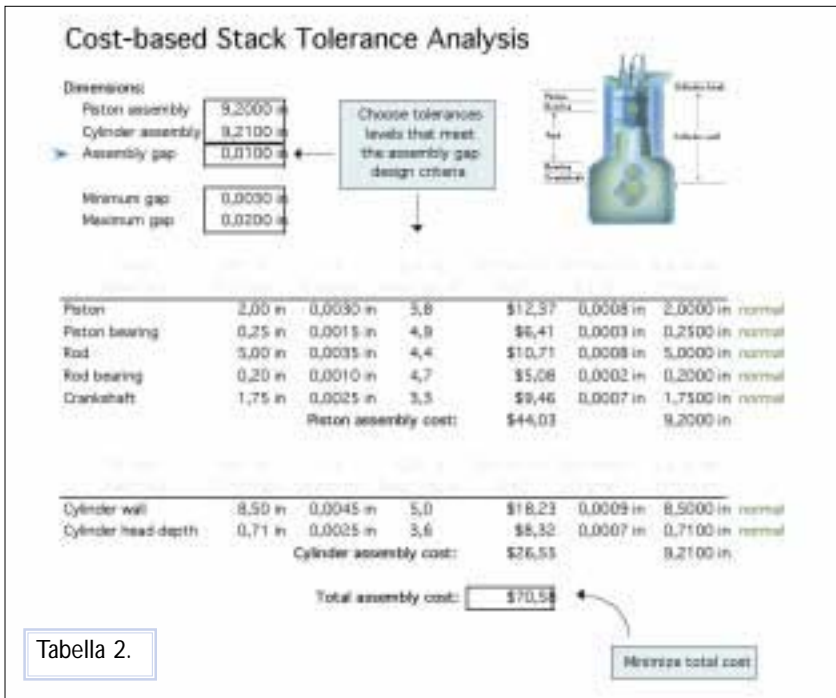 Cost-based Stack Tolerance Analysis
Dimensions:
Piston assembly 9,2000 in
Cylinder assembly 9,2100 in
Assembly gap 0,0100 in
Minimum gap 0,0030 in
Maximum gap 0,0200 in
Choose tolerances
levels that meet
the assembly gap
design criteria
Piston 2,00 in 0,0030 in 3,8 $12,37 0,0008 in 2,0000 in normal
Piston bearing 0,25 in 0,0015 in 4,9 $6,41 0,0003 in 0,2500 in normal
Rod 5,00 in 0,0035 in 4,4 $10,71 0,0008 in 5,0000 in normal
Rod bearing 0,20 in 0,0010 in 4,7 $5,08 0,0002 in 0,2000 in normal
Crankshaft 1,75 in 0,0025 in 3,3 $9,46 0,0007 in 1,7500 in normal
Piston assembly cost: $44,03 9,2000 in
Cylinder wall 8,50 in 0,0045 in 5,0 $18,23 0,0009 in 8,5000 in normal
Cylinder head depth 0,71 in 0,0025 in 3,6 $8,32 0,0007 in 0,7100 in normal
Cylinder assembly cost: $26,55 9,2100 in
Total assembly cost: $70,58
Minimize total cost
Tabella 2.